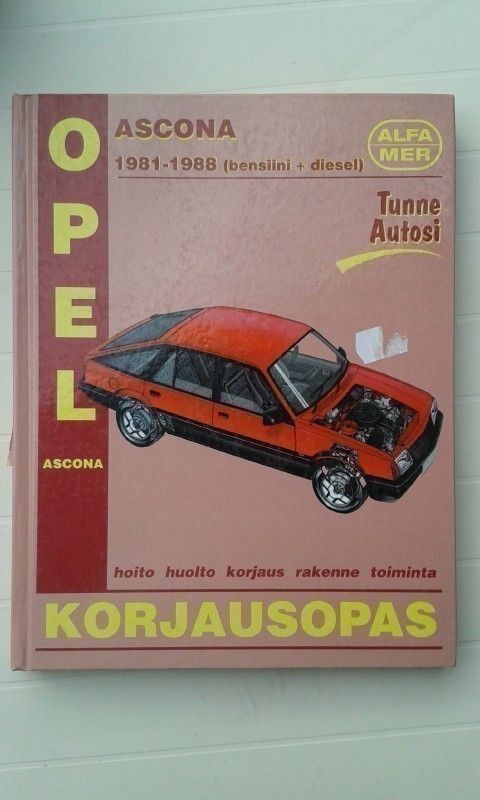 OPEL
ASCONA
ASCONA
1981-1988 (bensiini + diesel)
ALFA
MER
Tunne
Autosi
hoito huolto korjaus rakenne toiminta
KORJAUSOPAS